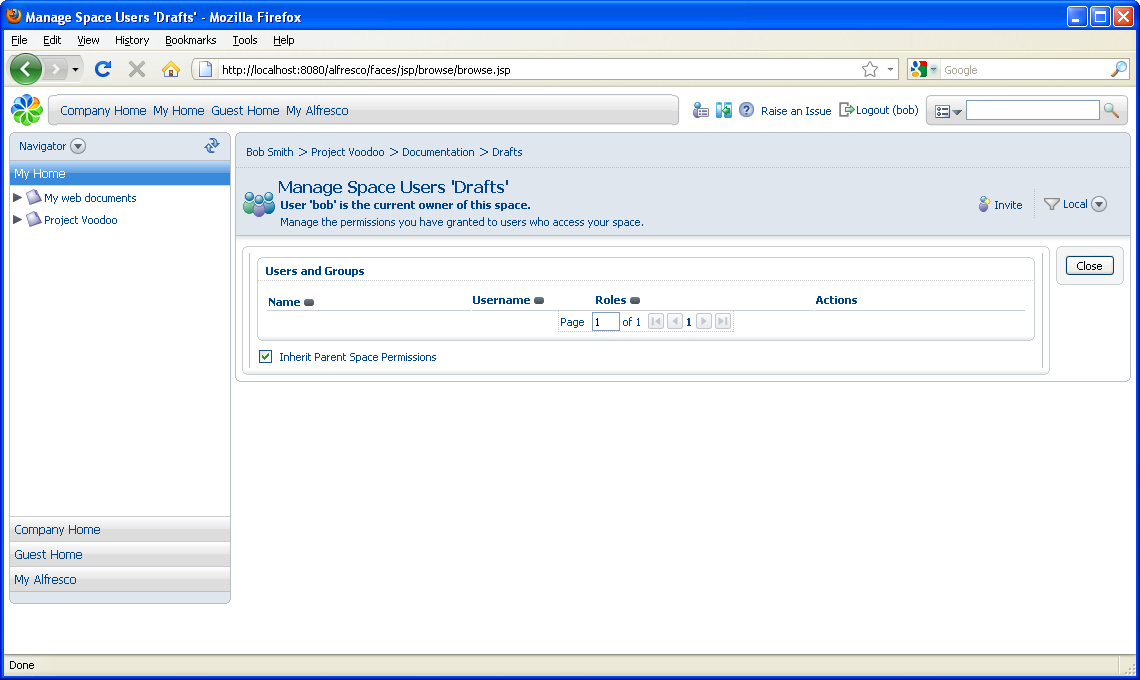 Manage Space Users 'Drafts' - Mozilla Firefox
File Edit View History Bookmarks Tools Help
http://localhost:8080/alfresco/faces/jsp/browse/browse.jsp Google
Company Home My Home Guest Home My Alfresco ? Raise an Issue Logout (bob)
Navigator
My Home
My web documents
Project Voodoo
Company Home
Guest Home
My Alfresco
Bob Smith > Project Voodoo > Documentation > Drafts
Manage Space Users 'Drafts'
User 'bob' is the current owner of this space.
Manage the permissions you have granted to users who access your space.
Invite Local
Users and Groups
Name Username Roles Actions
Page 1 of 1 1
Inherit Parent Space Permissions
Close
Done